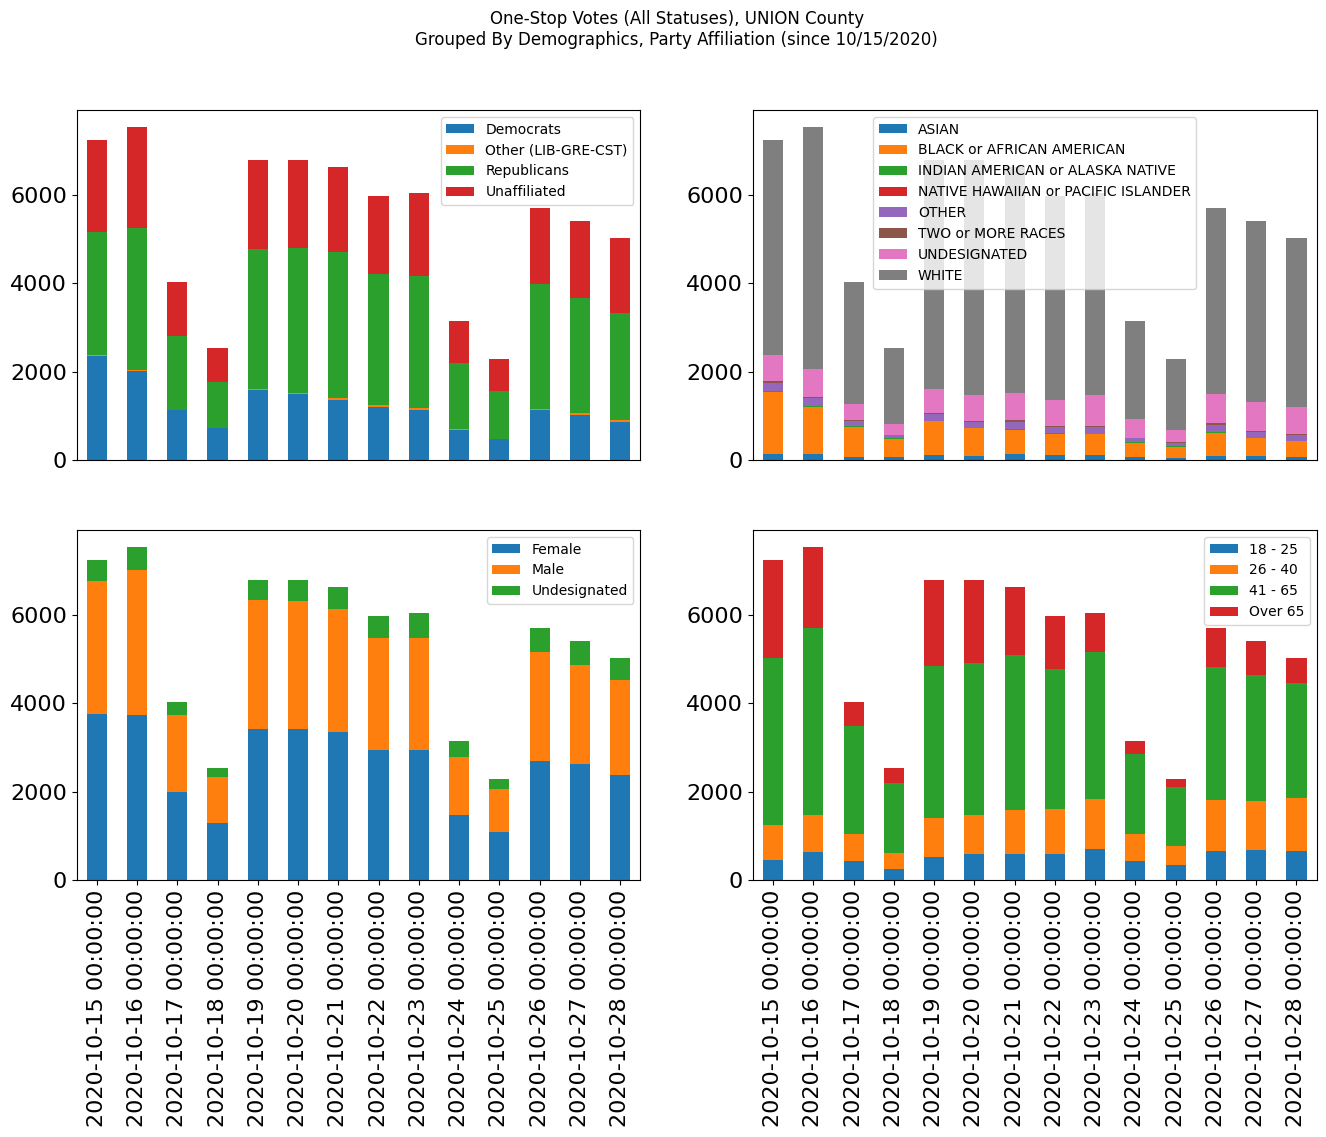 One-Stop Votes (All Statuses), UNION County
Grouped By Demographics, Party Affiliation (since 10/15/2020)
6000
4000
2000
0
Democrats
Other (LIB-GRE-CST)
Republicans
Unaffiliated
6000
4000
2000
0
ASIAN
BLACK or AFRICAN AMERICAN
INDIAN AMERICAN or ALASKA NATIVE
NATIVE HAWAIIAN or PACIFIC ISLANDER
OTHER
TWO or MORE RACES
UNDESIGNATED
WHITE
6000
4000
2000
0
Female
Male
Undesignated
2020-10-15 00:00:00
2020-10-16 00:00:00
2020-10-17 00:00:00
2020-10-18 00:00:00
2020-10-19 00:00:00
2020-10-20 00:00:00
2020-10-21 00:00:00
2020-10-22 00:00:00
2020-10-23 00:00:00
2020-10-24 00:00:00
2020-10-25 00:00:00
2020-10-26 00:00:00
2020-10-27 00:00:00
2020-10-28 00:00:00
6000
4000
2000
0
18 - 25
26 - 40
41 - 65
Over 65
2020-10-15 00:00:00
2020-10-16 00:00:00
2020-10-17 00:00:00
2020-10-18 00:00:00
2020-10-19 00:00:00
2020-10-20 00:00:00
2020-10-21 00:00:00
2020-10-22 00:00:00
2020-10-23 00:00:00
2020-10-24 00:00:00
2020-10-25 00:00:00
2020-10-26 00:00:00
2020-10-27 00:00:00
2020-10-28 00:00:00